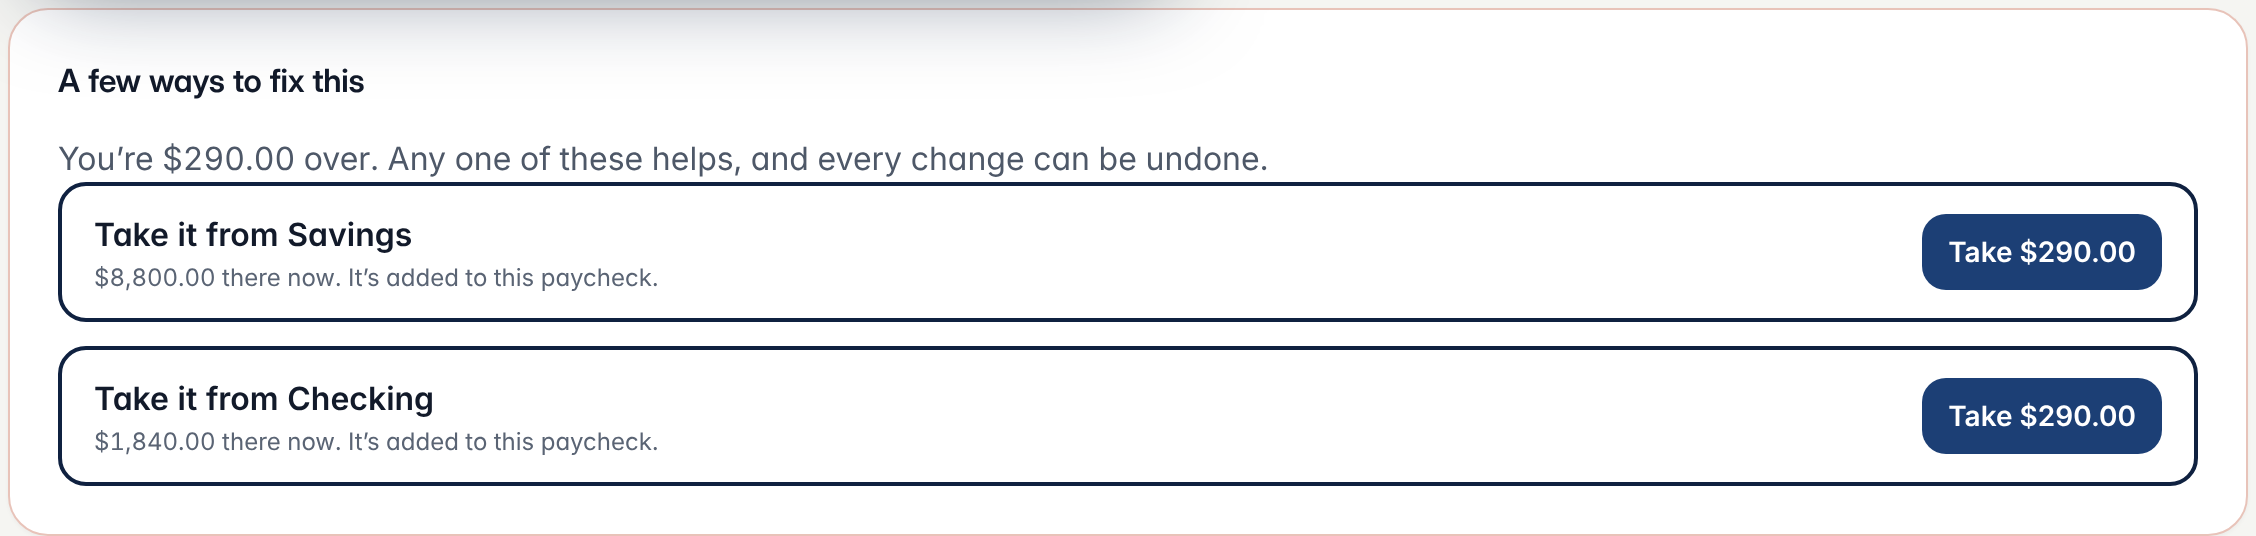 A few ways to fix this
You’re $290.00 over. Any one of these helps, and every change can be undone.
Take it from Savings
$8,800.00 there now. It’s added to this paycheck.
Take $290.00
Take it from Checking
$1,840.00 there now. It’s added to this paycheck.
Take $290.00